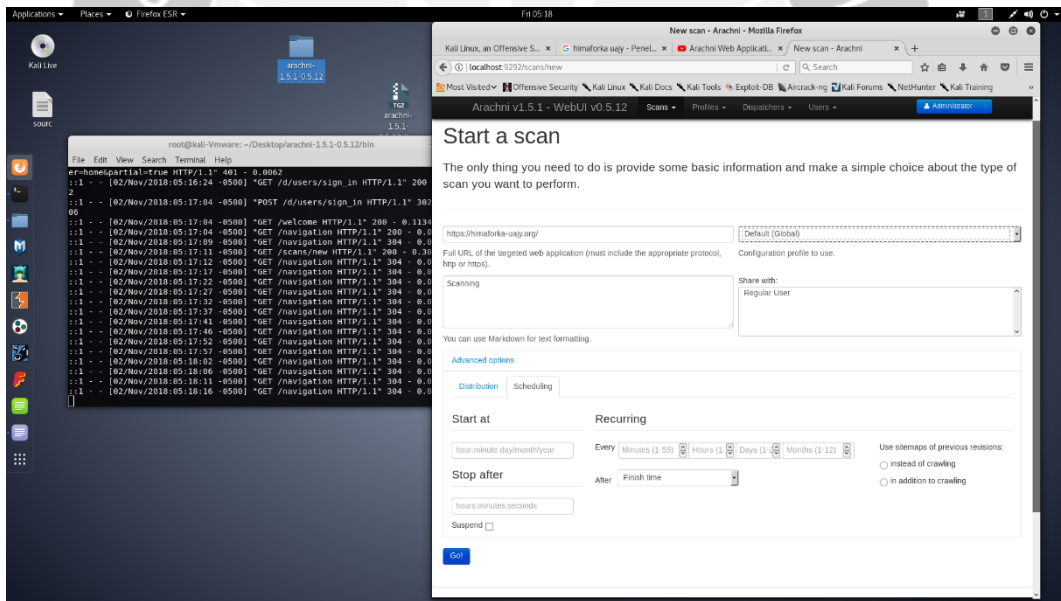 Applications Places Firefox ESR Fri 05:18 1
Kali Live
arachni-
1.5.1-0.5.12
TGZ
arachni-
1.5.1-
sourc
root@kali-Vmware: ~/Desktop/arachni-1.5.1-0.5.12/bin
File Edit View Search Terminal Help
er=home&partial=true HTTP/1.1" 401 - 0.0062
::1 - - [02/Nov/2018:05:16:24 -0500] "GET /d/users/sign_in HTTP/1.1" 200
2
::1 - - [02/Nov/2018:05:17:04 -0500] "POST /d/users/sign_in HTTP/1.1" 302
06
::1 - - [02/Nov/2018:05:17:04 -0500] "GET /welcome HTTP/1.1" 200 - 0.1134
::1 - - [02/Nov/2018:05:17:04 -0500] "GET /navigation HTTP/1.1" 200 - 0.0
::1 - - [02/Nov/2018:05:17:09 -0500] "GET /navigation HTTP/1.1" 304 - 0.0
::1 - - [02/Nov/2018:05:17:11 -0500] "GET /scans/new HTTP/1.1" 200 - 0.30
::1 - - [02/Nov/2018:05:17:12 -0500] "GET /navigation HTTP/1.1" 304 - 0.0
::1 - - [02/Nov/2018:05:17:17 -0500] "GET /navigation HTTP/1.1" 304 - 0.0
::1 - - [02/Nov/2018:05:17:22 -0500] "GET /navigation HTTP/1.1" 304 - 0.0
::1 - - [02/Nov/2018:05:17:27 -0500] "GET /navigation HTTP/1.1" 304 - 0.0
::1 - - [02/Nov/2018:05:17:32 -0500] "GET /navigation HTTP/1.1" 304 - 0.0
::1 - - [02/Nov/2018:05:17:37 -0500] "GET /navigation HTTP/1.1" 304 - 0.0
::1 - - [02/Nov/2018:05:17:41 -0500] "GET /navigation HTTP/1.1" 304 - 0.0
::1 - - [02/Nov/2018:05:17:46 -0500] "GET /navigation HTTP/1.1" 304 - 0.0
::1 - - [02/Nov/2018:05:17:52 -0500] "GET /navigation HTTP/1.1" 304 - 0.0
::1 - - [02/Nov/2018:05:17:57 -0500] "GET /navigation HTTP/1.1" 304 - 0.0
::1 - - [02/Nov/2018:05:18:02 -0500] "GET /navigation HTTP/1.1" 304 - 0.0
::1 - - [02/Nov/2018:05:18:06 -0500] "GET /navigation HTTP/1.1" 304 - 0.0
::1 - - [02/Nov/2018:05:18:11 -0500] "GET /navigation HTTP/1.1" 304 - 0.0
::1 - - [02/Nov/2018:05:18:16 -0500] "GET /navigation HTTP/1.1" 304 - 0.0
New scan - Arachni - Mozilla Firefox
Kali Linux, an Offensive S... himaforka uajy - Penel... Arachni Web Applicati... New scan - Arachni
localhost:9292/scans/new Search
Most Visited Offensive Security Kali Linux Kali Docs Kali Tools Exploit-DB Aircrack-ng Kali Forums NetHunter Kali Training
Arachni v1.5.1 - WebUI v0.5.12 Scans Profiles Dispatchers Users Administrator
Start a scan
The only thing you need to do is provide some basic information and make a simple choice about the type of
scan you want to perform.
https://himaforka-uajy.org/ Default (Global)
Full URL of the targeted web application (must include the appropriate protocol, Configuration profile to use.
http or https).
Scanning
Share with:
Regular User
You can use Markdown for text formatting.
Advanced options
Distribution Scheduling
Start at Recurring
hour:minute day/month/year Every Minutes (1-59) Hours (1- Days (1-2 Months (1-12) Use sitemaps of previous revisions:
instead of crawling
Stop after After Finish time in addition to crawling
hours:minutes:seconds
Suspend
Go!